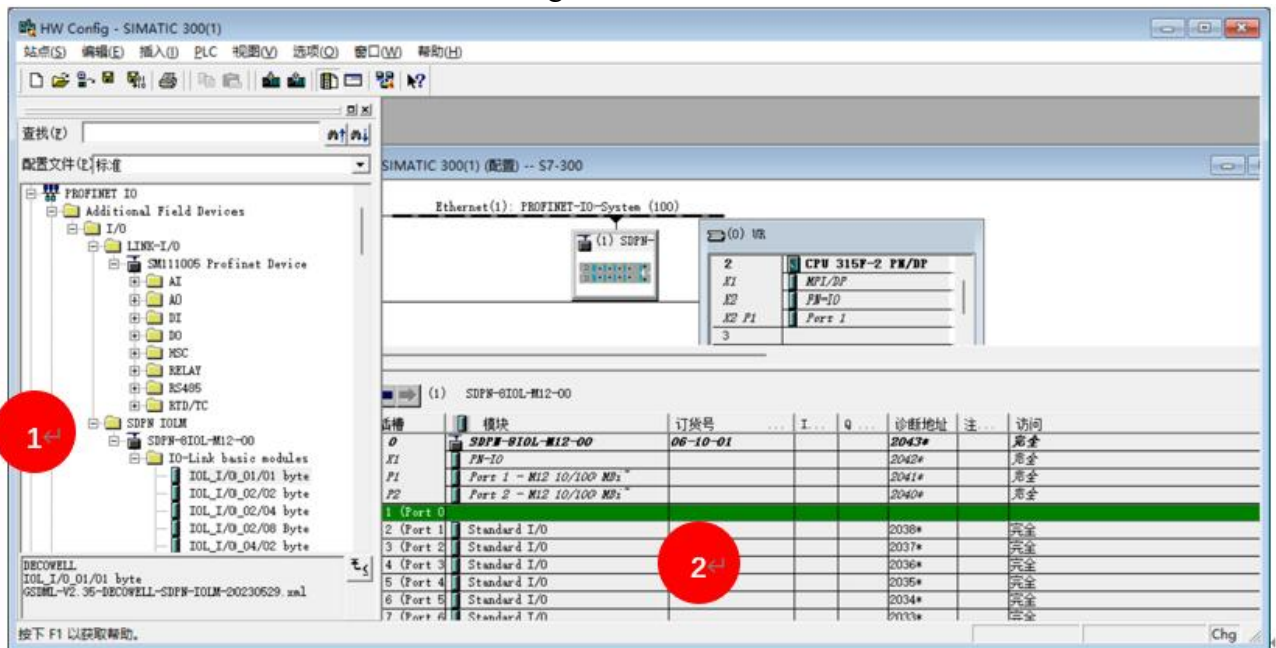 HW Config - SIMATIC 300(1)
站点(S) 编辑(E) 插入(I) PLC 视图(V) 选项(O) 窗口(W) 帮助(H)
查找(E)
配置文件(E) 标准
PROFINET IO
Additional Field Devices
I/O
LINK-I/O
SM111005 Profinet Device
AI
AO
DI
DO
MSC
RELAY
RS485
RTD/TC
SDPN IOLM
SDPN-8IOL-M12-00
IO-Link basic modules
IOL_I/O_01/01 byte
IOL_I/O_02/02 byte
IOL_I/O_02/04 byte
IOL_I/O_02/08 Byte
IOL_I/O_04/02 byte
DECOWELL
IOL_I/O_01/01 byte
GSDML-V2.35-DECOWELL-SDPN-IOLM-20230529.xml
1
SIMATIC 300(1) (配置) -- S7-300
Ethernet(1): PROFINET-IO-System (100)
(1) SDPN-
(0) UR
2 CPU 315F-2 PN/DP
X1 MPI/DP
X2 PN-IO
X2 P1 Port 1
3
(1) SDPN-8IOL-M12-00
插槽 模块 订货号 ... I... Q ... 诊断地址 注... 访问
0 SDPN-8IOL-M12-00 06-10-01 2043* 完全
X1 PN-IO 2042* 完全
P1 Port 1 - M12 10/100 MBi 2041* 完全
P2 Port 2 - M12 10/100 MBi 2040* 完全
1 (Port 0
2 (Port 1 Standard I/O 2038* 完全
3 (Port 2 Standard I/O 2037* 完全
4 (Port 3 Standard I/O 2036* 完全
5 (Port 4 Standard I/O 2035* 完全
6 (Port 5 Standard I/O 2034* 完全
7 (Port 6 Standard I/O 2033* 完全
2
按下 F1 以获取帮助。
Chg